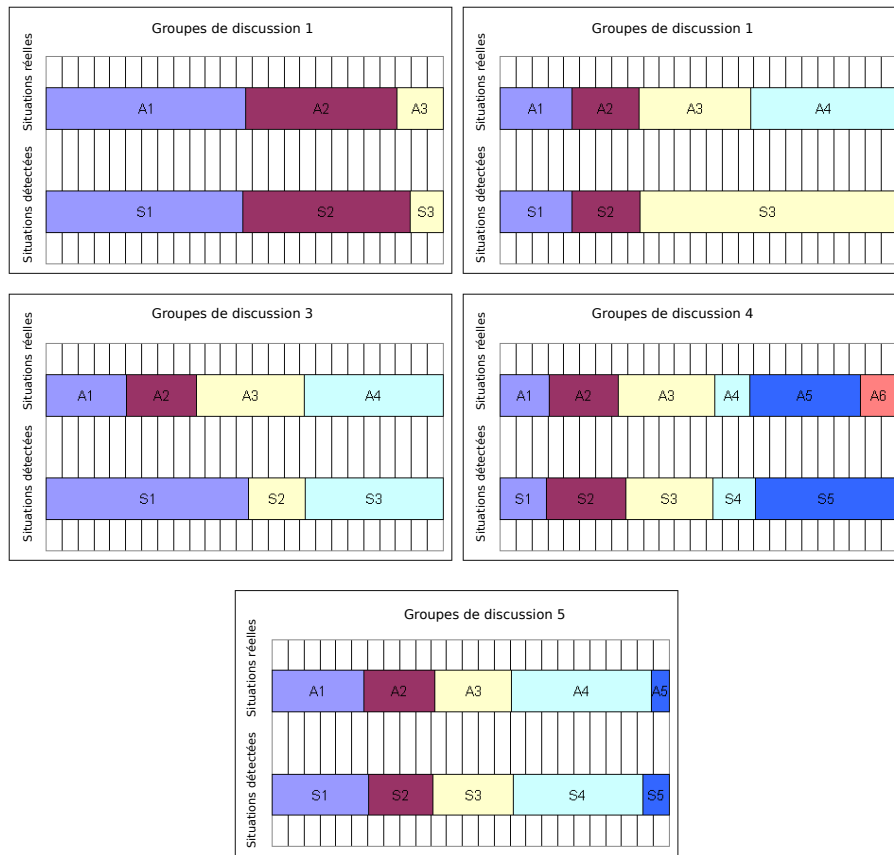 Groupes de discussion 1
Situations réelles
A1 A2 A3
Situations détectées
S1 S2 S3
Groupes de discussion 1
Situations réelles
A1 A2 A3 A4
Situations détectées
S1 S2 S3
Groupes de discussion 3
Situations réelles
A1 A2 A3 A4
Situations détectées
S1 S2 S3
Groupes de discussion 4
Situations réelles
A1 A2 A3 A4 A5 A6
Situations détectées
S1 S2 S3 S4 S5
Groupes de discussion 5
Situations réelles
A1 A2 A3 A4 A5
Situations détectées
S1 S2 S3 S4 S5